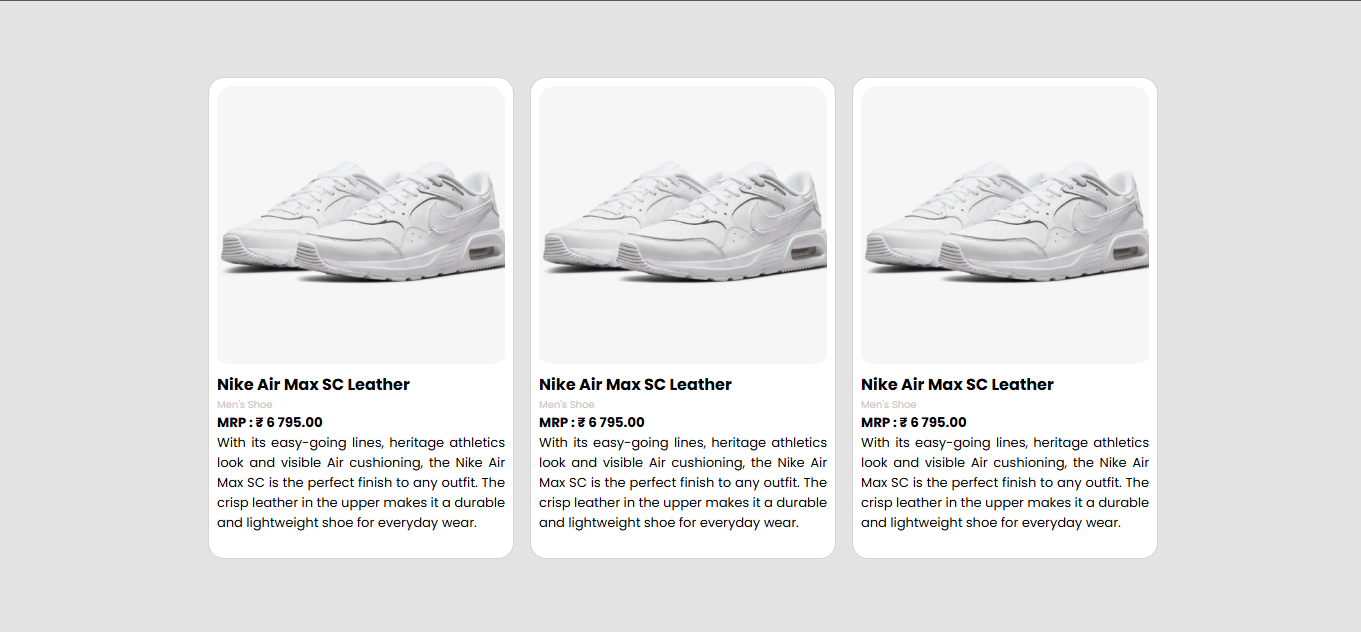 Nike Air Max SC Leather
Men's Shoe
MRP : ₹ 6 795.00
With its easy-going lines, heritage athletics
look and visible Air cushioning, the Nike Air
Max SC is the perfect finish to any outfit. The
crisp leather in the upper makes it a durable
and lightweight shoe for everyday wear.
Nike Air Max SC Leather
Men's Shoe
MRP : ₹ 6 795.00
With its easy-going lines, heritage athletics
look and visible Air cushioning, the Nike Air
Max SC is the perfect finish to any outfit. The
crisp leather in the upper makes it a durable
and lightweight shoe for everyday wear.
Nike Air Max SC Leather
Men's Shoe
MRP : ₹ 6 795.00
With its easy-going lines, heritage athletics
look and visible Air cushioning, the Nike Air
Max SC is the perfect finish to any outfit. The
crisp leather in the upper makes it a durable
and lightweight shoe for everyday wear.